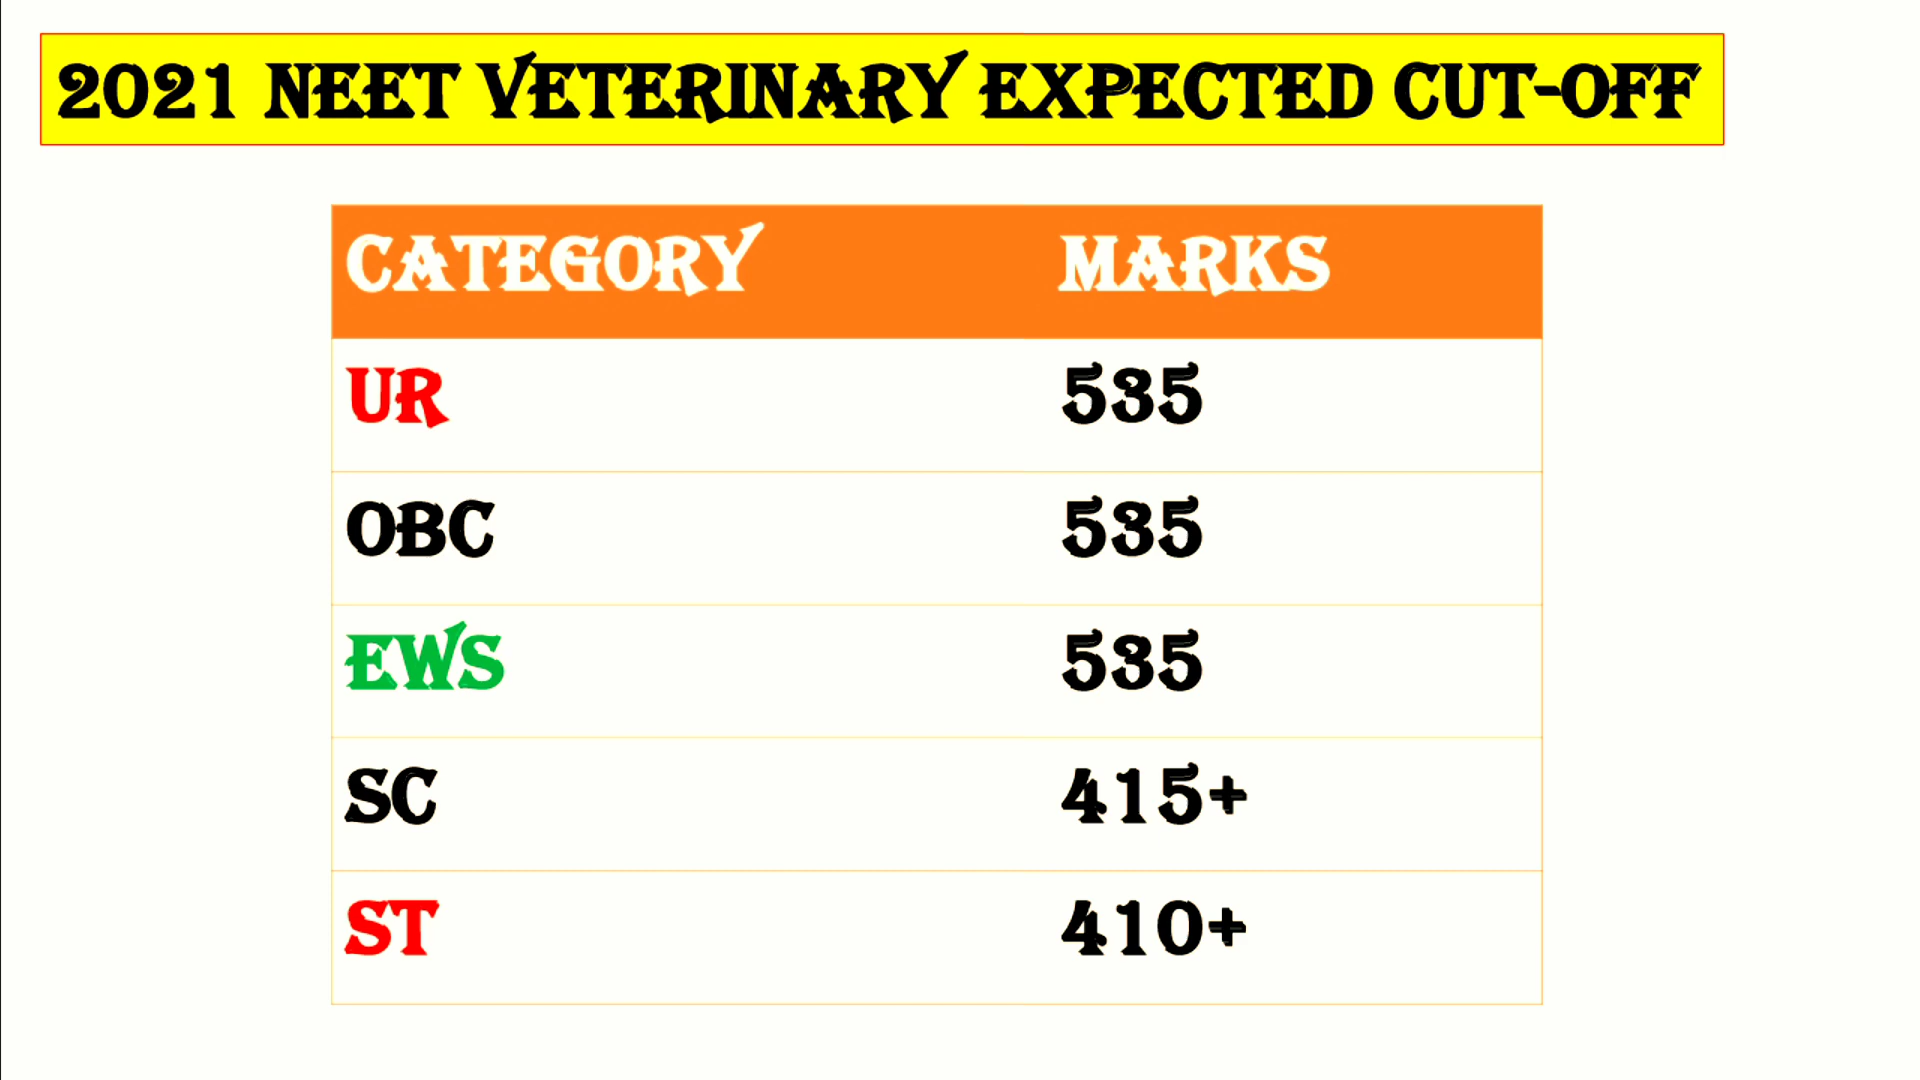 2021 NEET VETERINARY EXPECTED CUT-OFF
CATEGORY MARKS
UR 535
OBC 535
EWS 535
SC 415+
ST 410+